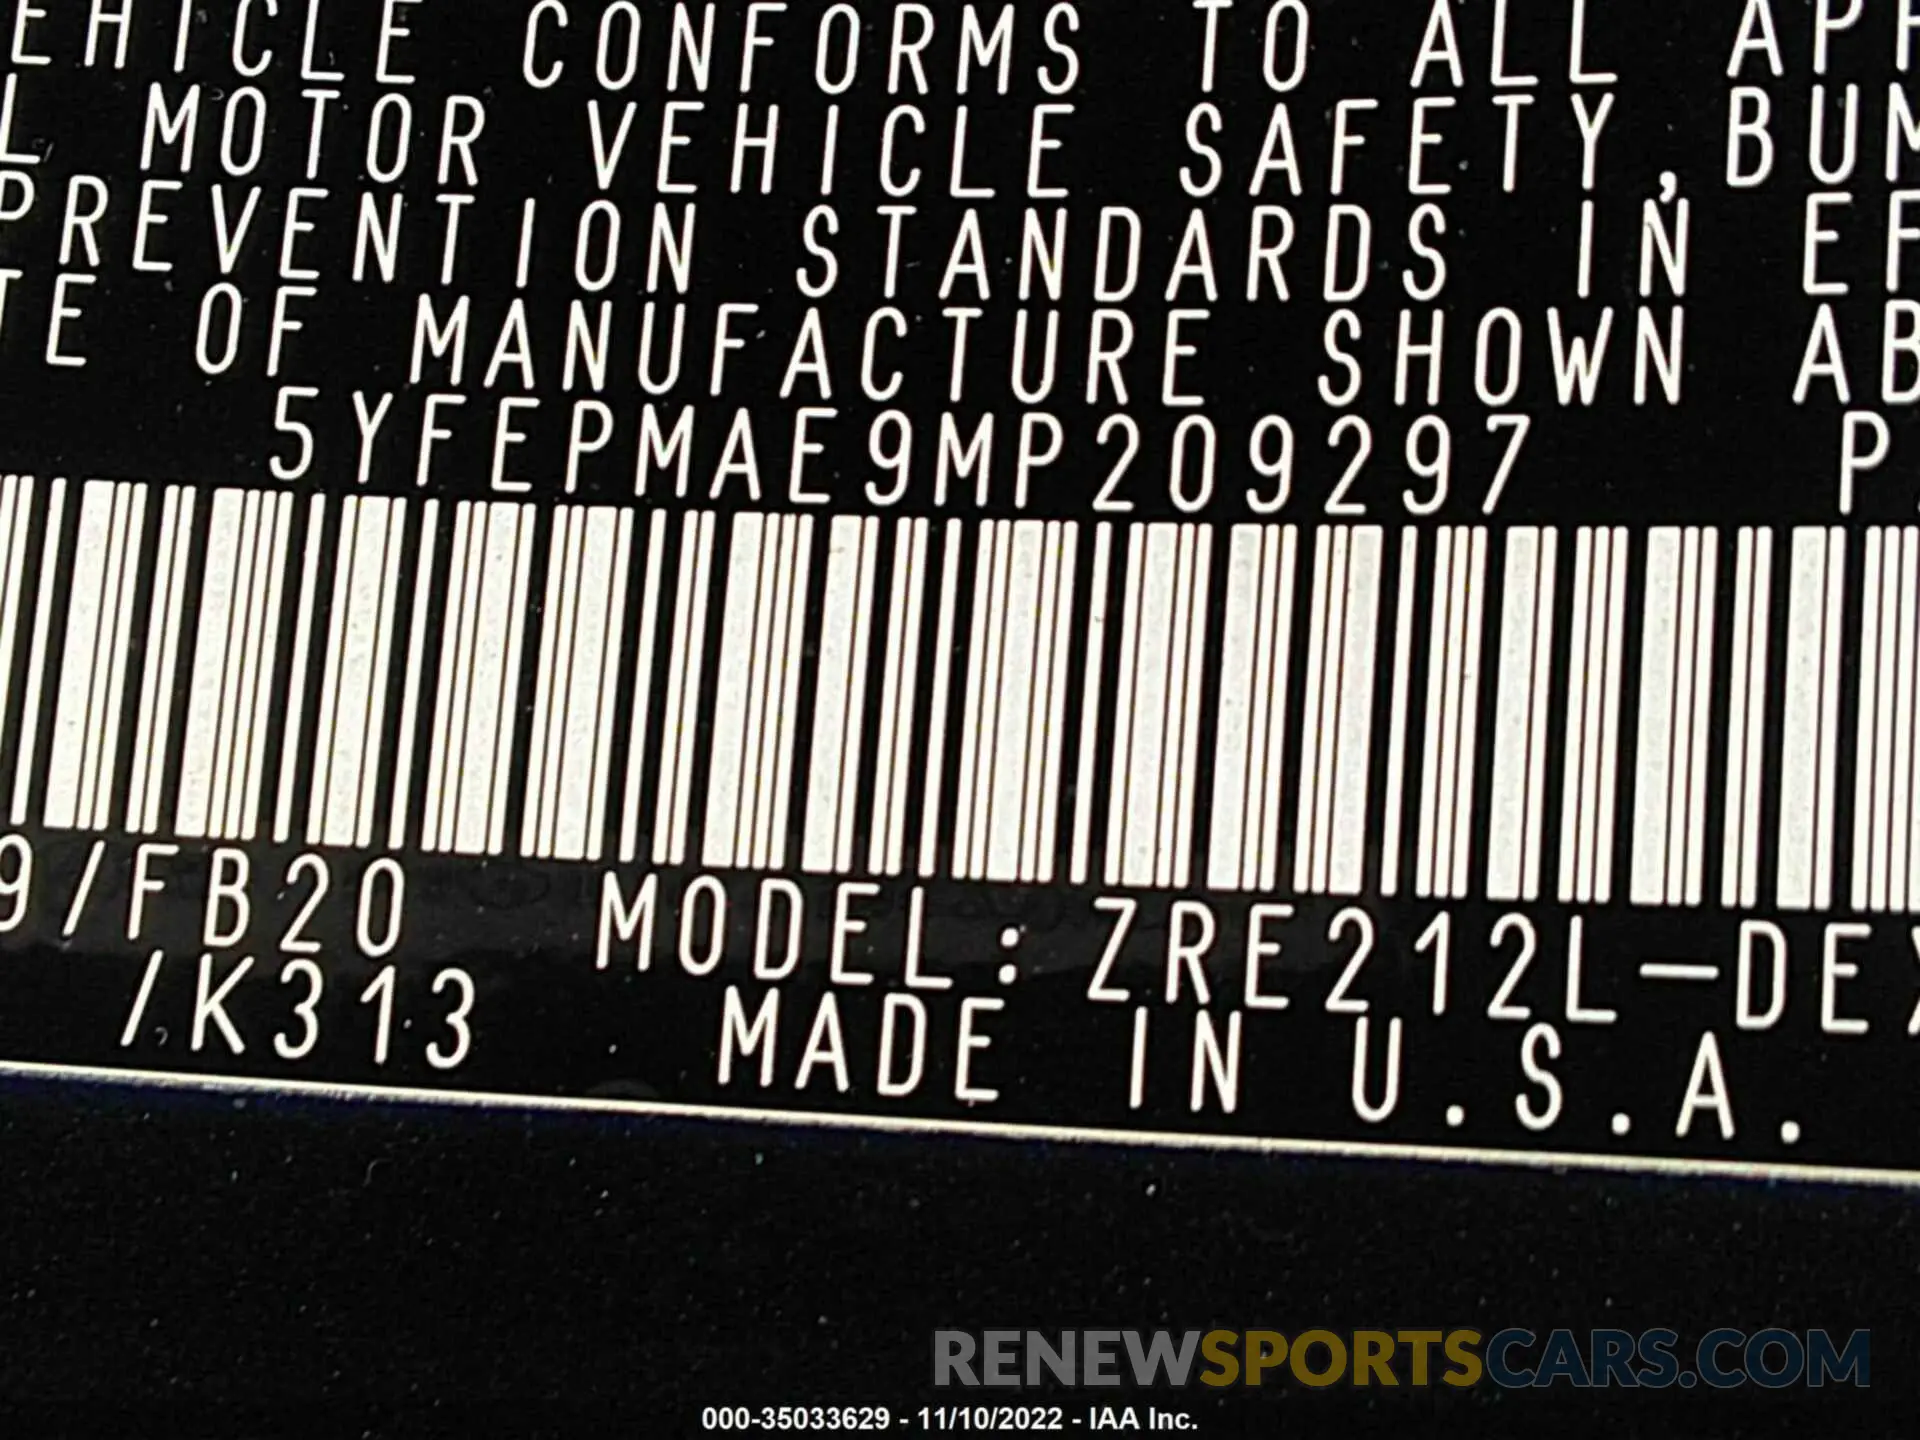 EHICLE CONFORMS TO ALL AP
L MOTOR VEHICLE SAFETY, BUM
PREVENTION STANDARDS IN EF
TE OF MANUFACTURE SHOWN AB
5YFEPMAE9MP209297 P
9/FB20 MODEL: ZRE212L-DEX
/K313 MADE IN U.S.A.
RENEWSPORTSCARS.COM
000-35033629 - 11/10/2022 - IAA Inc.